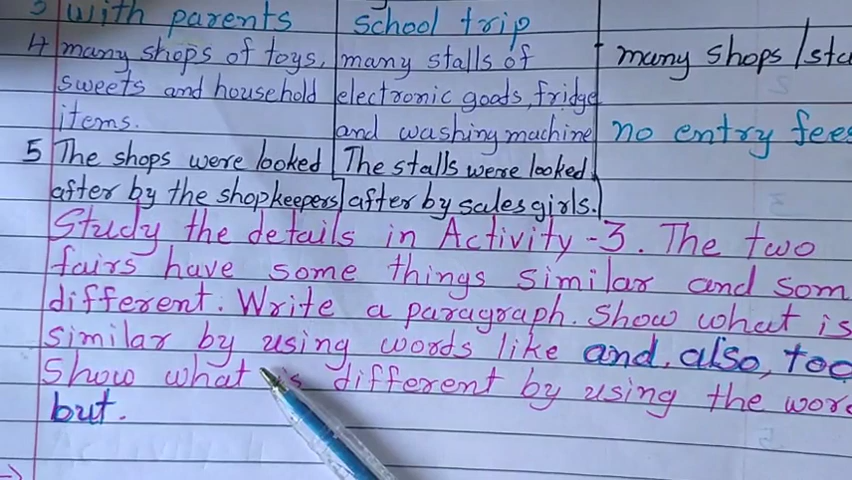 3 with parents school trip
4 many shops of toys, many stalls of many shops /sta
sweets and household electronic goods, fridge
items. and washing machine no entry fees
5 The shops were looked The stalls were looked
after by the shopkeepers after by sales girls.
Study the details in Activity-3. The two
fairs have some things similar and som
different. Write a paragraph. Show what is
similar by using words like and, also, too
Show what is different by using the wor
but.